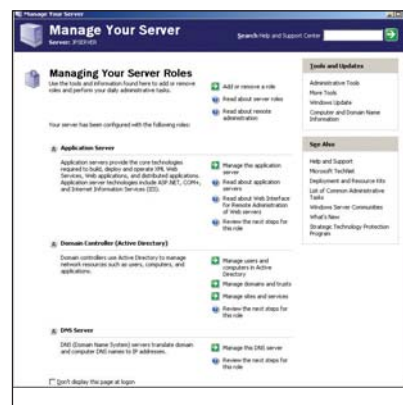 Manage Your Server
Manage Your Server
Server: JPSERVER
Search Help and Support Center
Managing Your Server Roles
Use the tools and information found here to add or remove
roles and perform your daily administrative tasks.
Your server has been configured with the following roles:
Add or remove a role
Read about server roles
Read about remote
administration
Application Server
Application servers provide the core technologies
required to build, deploy and operate XML Web
Services, Web applications, and distributed applications.
Application server technologies include ASP.NET, COM+,
and Internet Information Services (IIS).
Manage this application
server
Read about application
servers
Read about Web Interface
for Remote Administration
of Web servers
Review the next steps for
this role
Domain Controller (Active Directory)
Domain controllers use Active Directory to manage
network resources such as users, computers, and
applications.
Manage users and
computers in Active
Directory
Manage domains and trusts
Manage sites and services
Review the next steps for
this role
DNS Server
DNS (Domain Name System) servers translate domain
and computer DNS names to IP addresses.
Manage this DNS server
Review the next steps for
this role
Don't display this page at logon
Tools and Updates
Administrative Tools
More Tools
Windows Update
Computer and Domain Name
Information
See Also
Help and Support
Microsoft TechNet
Deployment and Resource Kits
List of Common Administrative
Tasks
Windows Server Communities
What's New
Strategic Technology Protection
Program